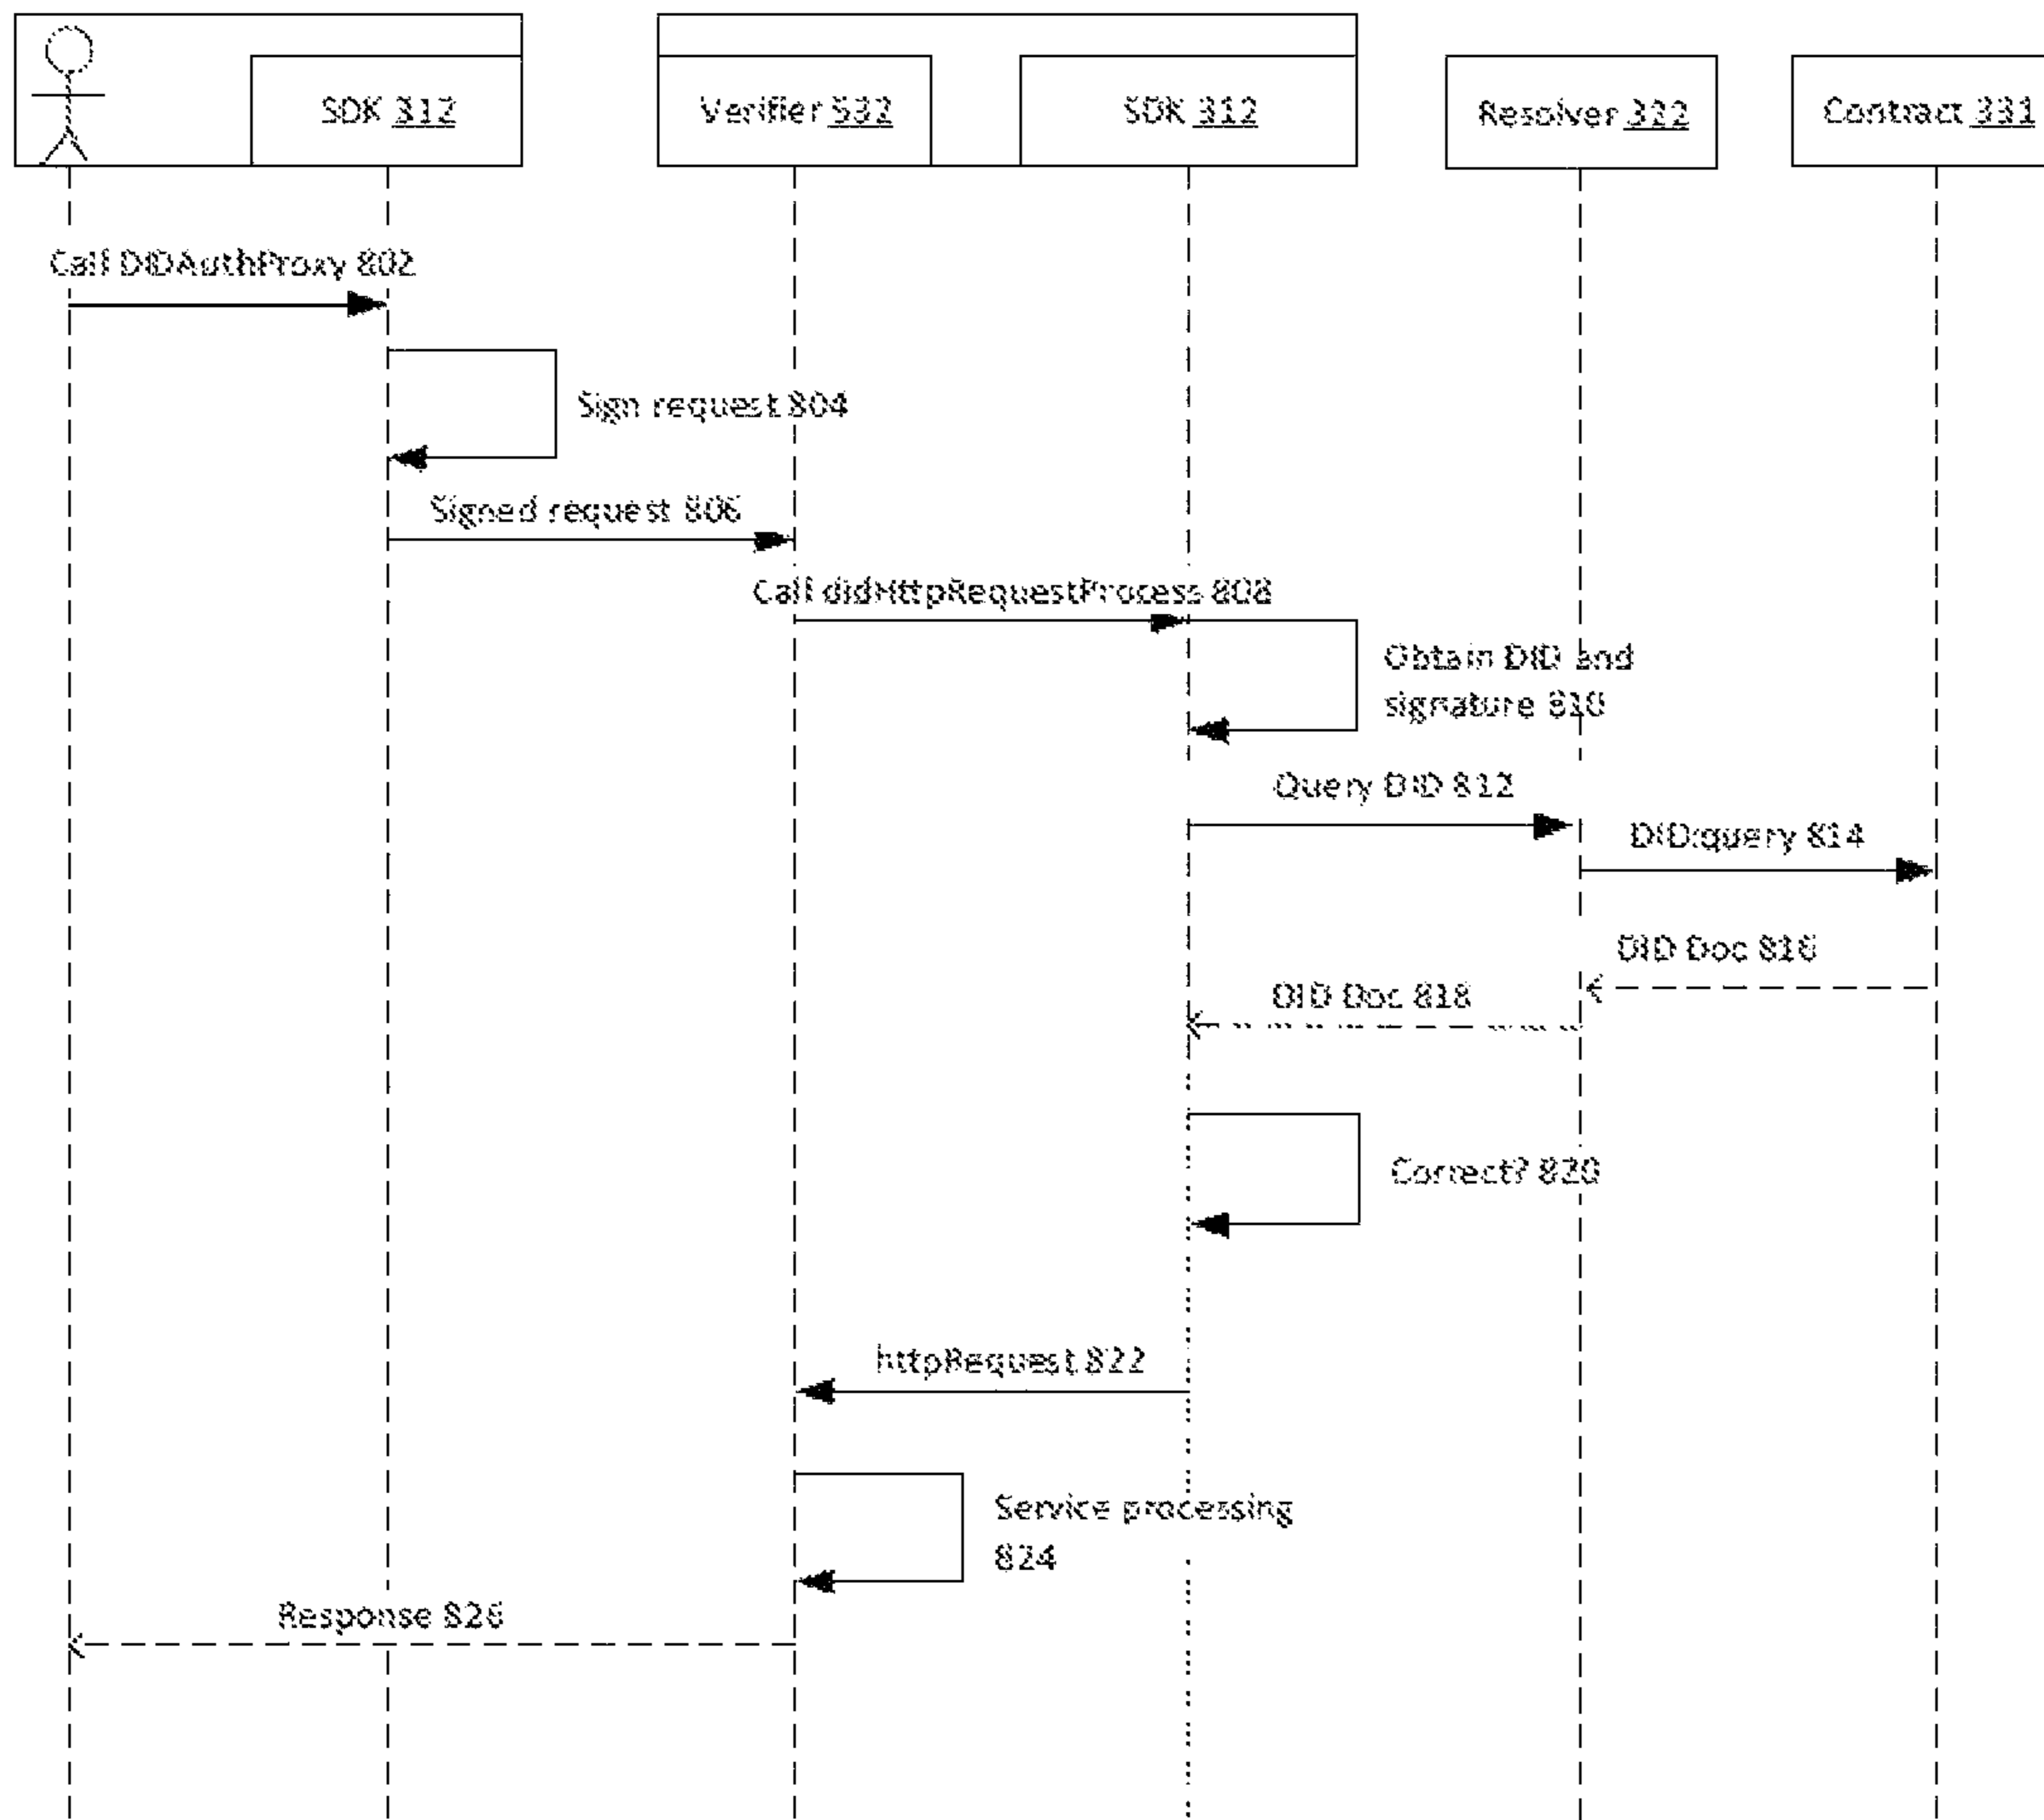 SDK 312
Verifier 532
SDK 312
Resolver 322
Contract 331
Call DIDAuthProxy 802
Sign request 804
Signed request 806
Call didHttpRequestProcess 808
Obtain DID and
signature 810
Query DID 812
DID:query 814
DID Doc 816
DID Doc 818
Correct? 820
httpRequest 822
Service processing
824
Response 826